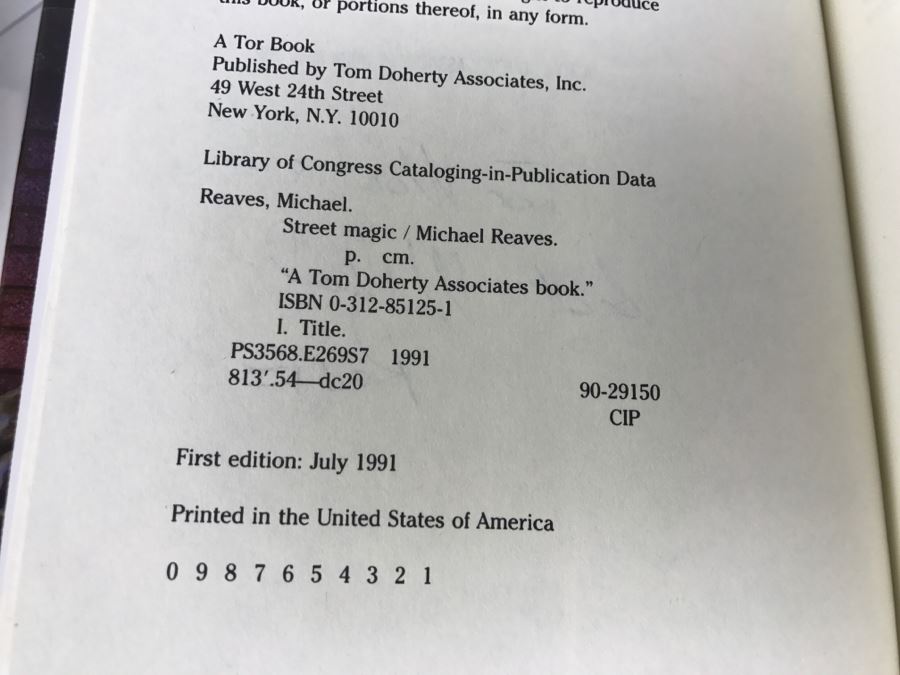 this book, or portions thereof, in any form.
A Tor Book
Published by Tom Doherty Associates, Inc.
49 West 24th Street
New York, N.Y. 10010
Library of Congress Cataloging-in-Publication Data
Reaves, Michael.
Street magic / Michael Reaves.
p. cm.
“A Tom Doherty Associates book.”
ISBN 0-312-85125-1
I. Title.
PS3568.E269S7 1991
813′.54—dc20 90-29150
CIP
First edition: July 1991
Printed in the United States of America
0 9 8 7 6 5 4 3 2 1